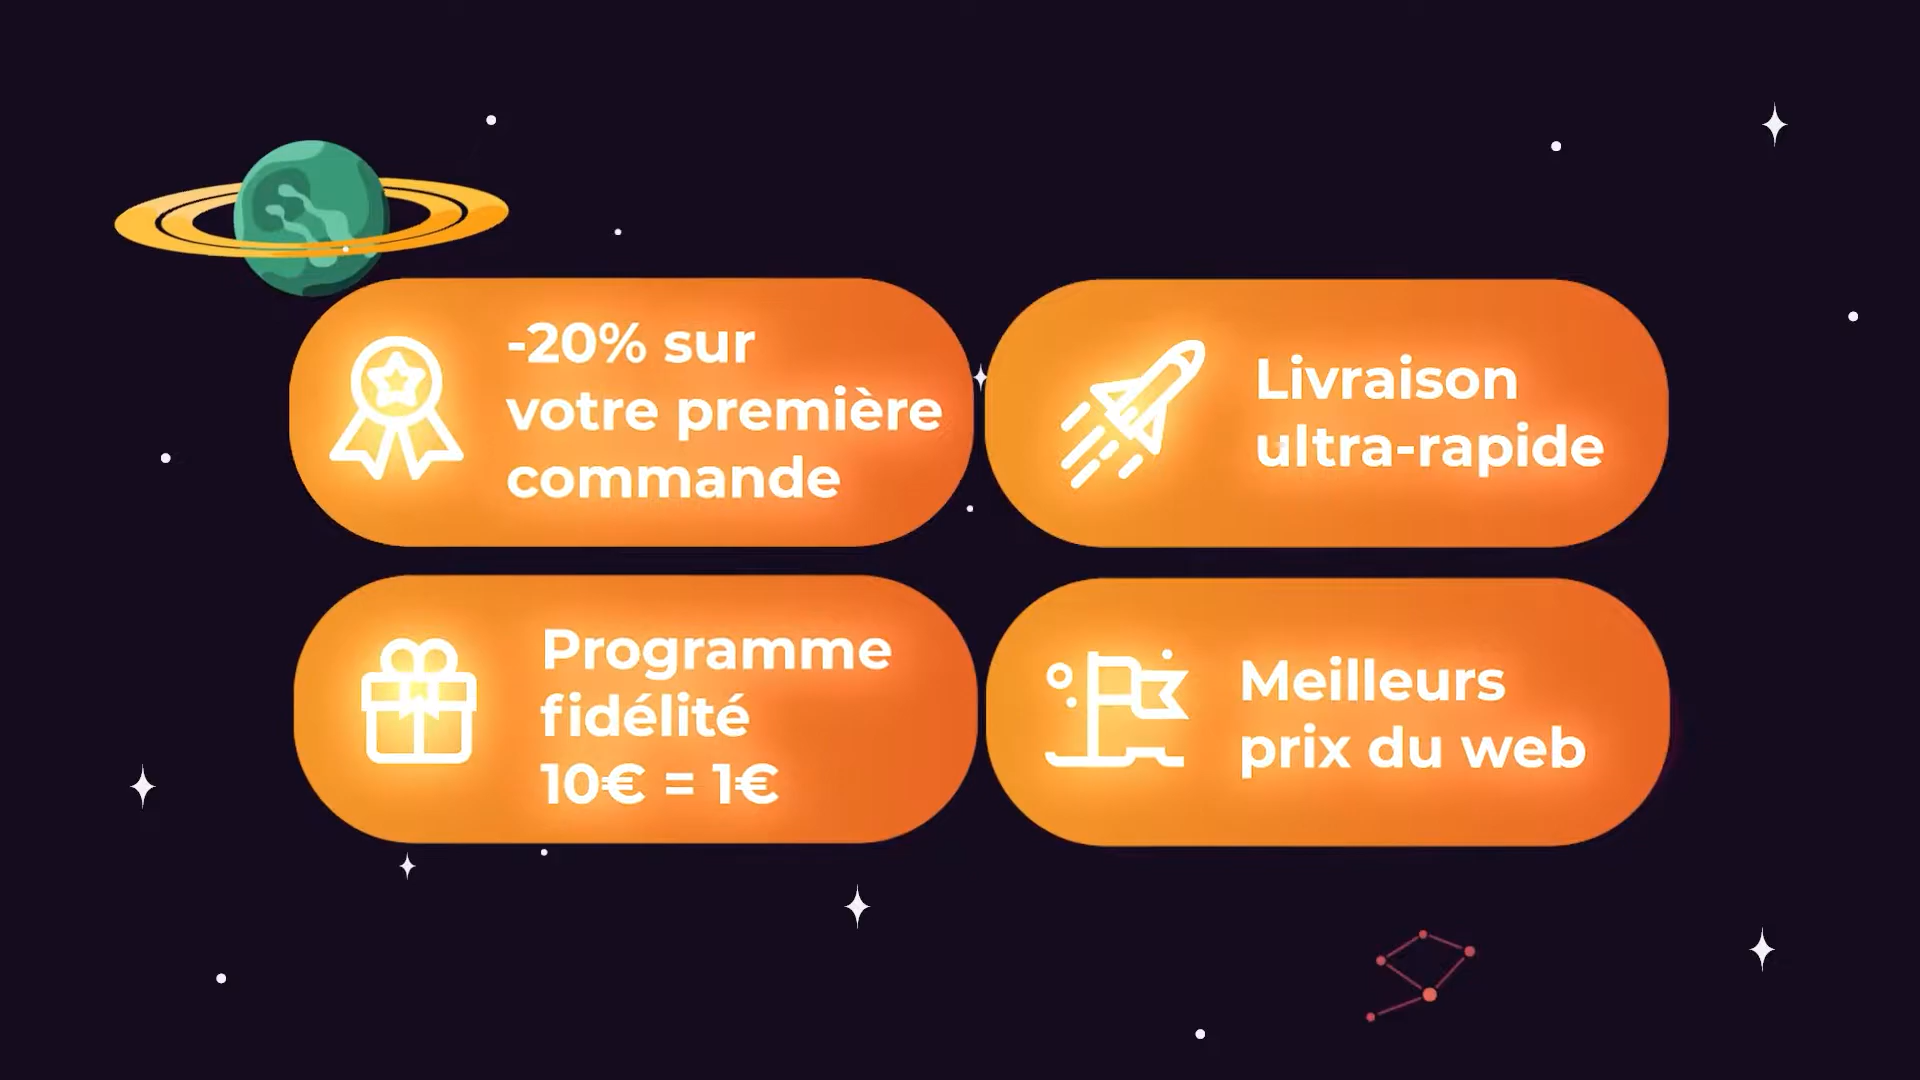 -20% sur
votre première
commande
Livraison
ultra-rapide
Programme
fidélité
10€ = 1€
Meilleurs
prix du web